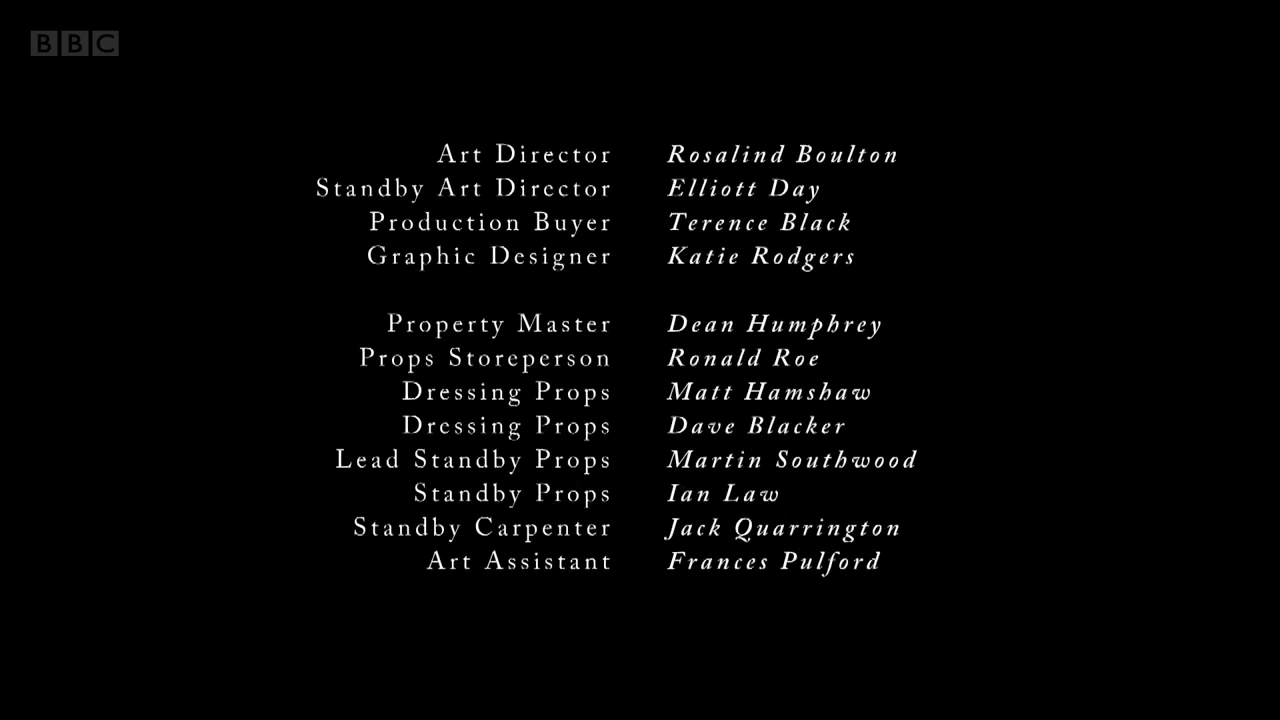 BBC
Art Director Rosalind Boulton
Standby Art Director Elliott Day
Production Buyer Terence Black
Graphic Designer Katie Rodgers
Property Master Dean Humphrey
Props Storeperson Ronald Roe
Dressing Props Matt Hamshaw
Dressing Props Dave Blacker
Lead Standby Props Martin Southwood
Standby Props Ian Law
Standby Carpenter Jack Quarrington
Art Assistant Frances Pulford